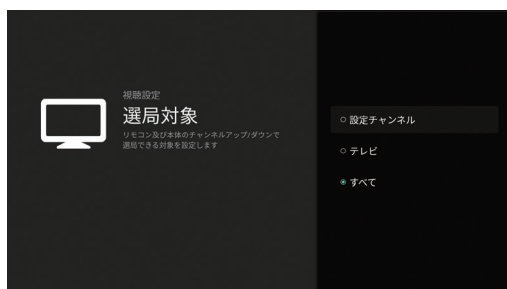 視聴設定
選局対象
リモコン及び本体のチャンネルアップ/ダウンで
選局できる対象を設定します
設定チャンネル
テレビ
すべて